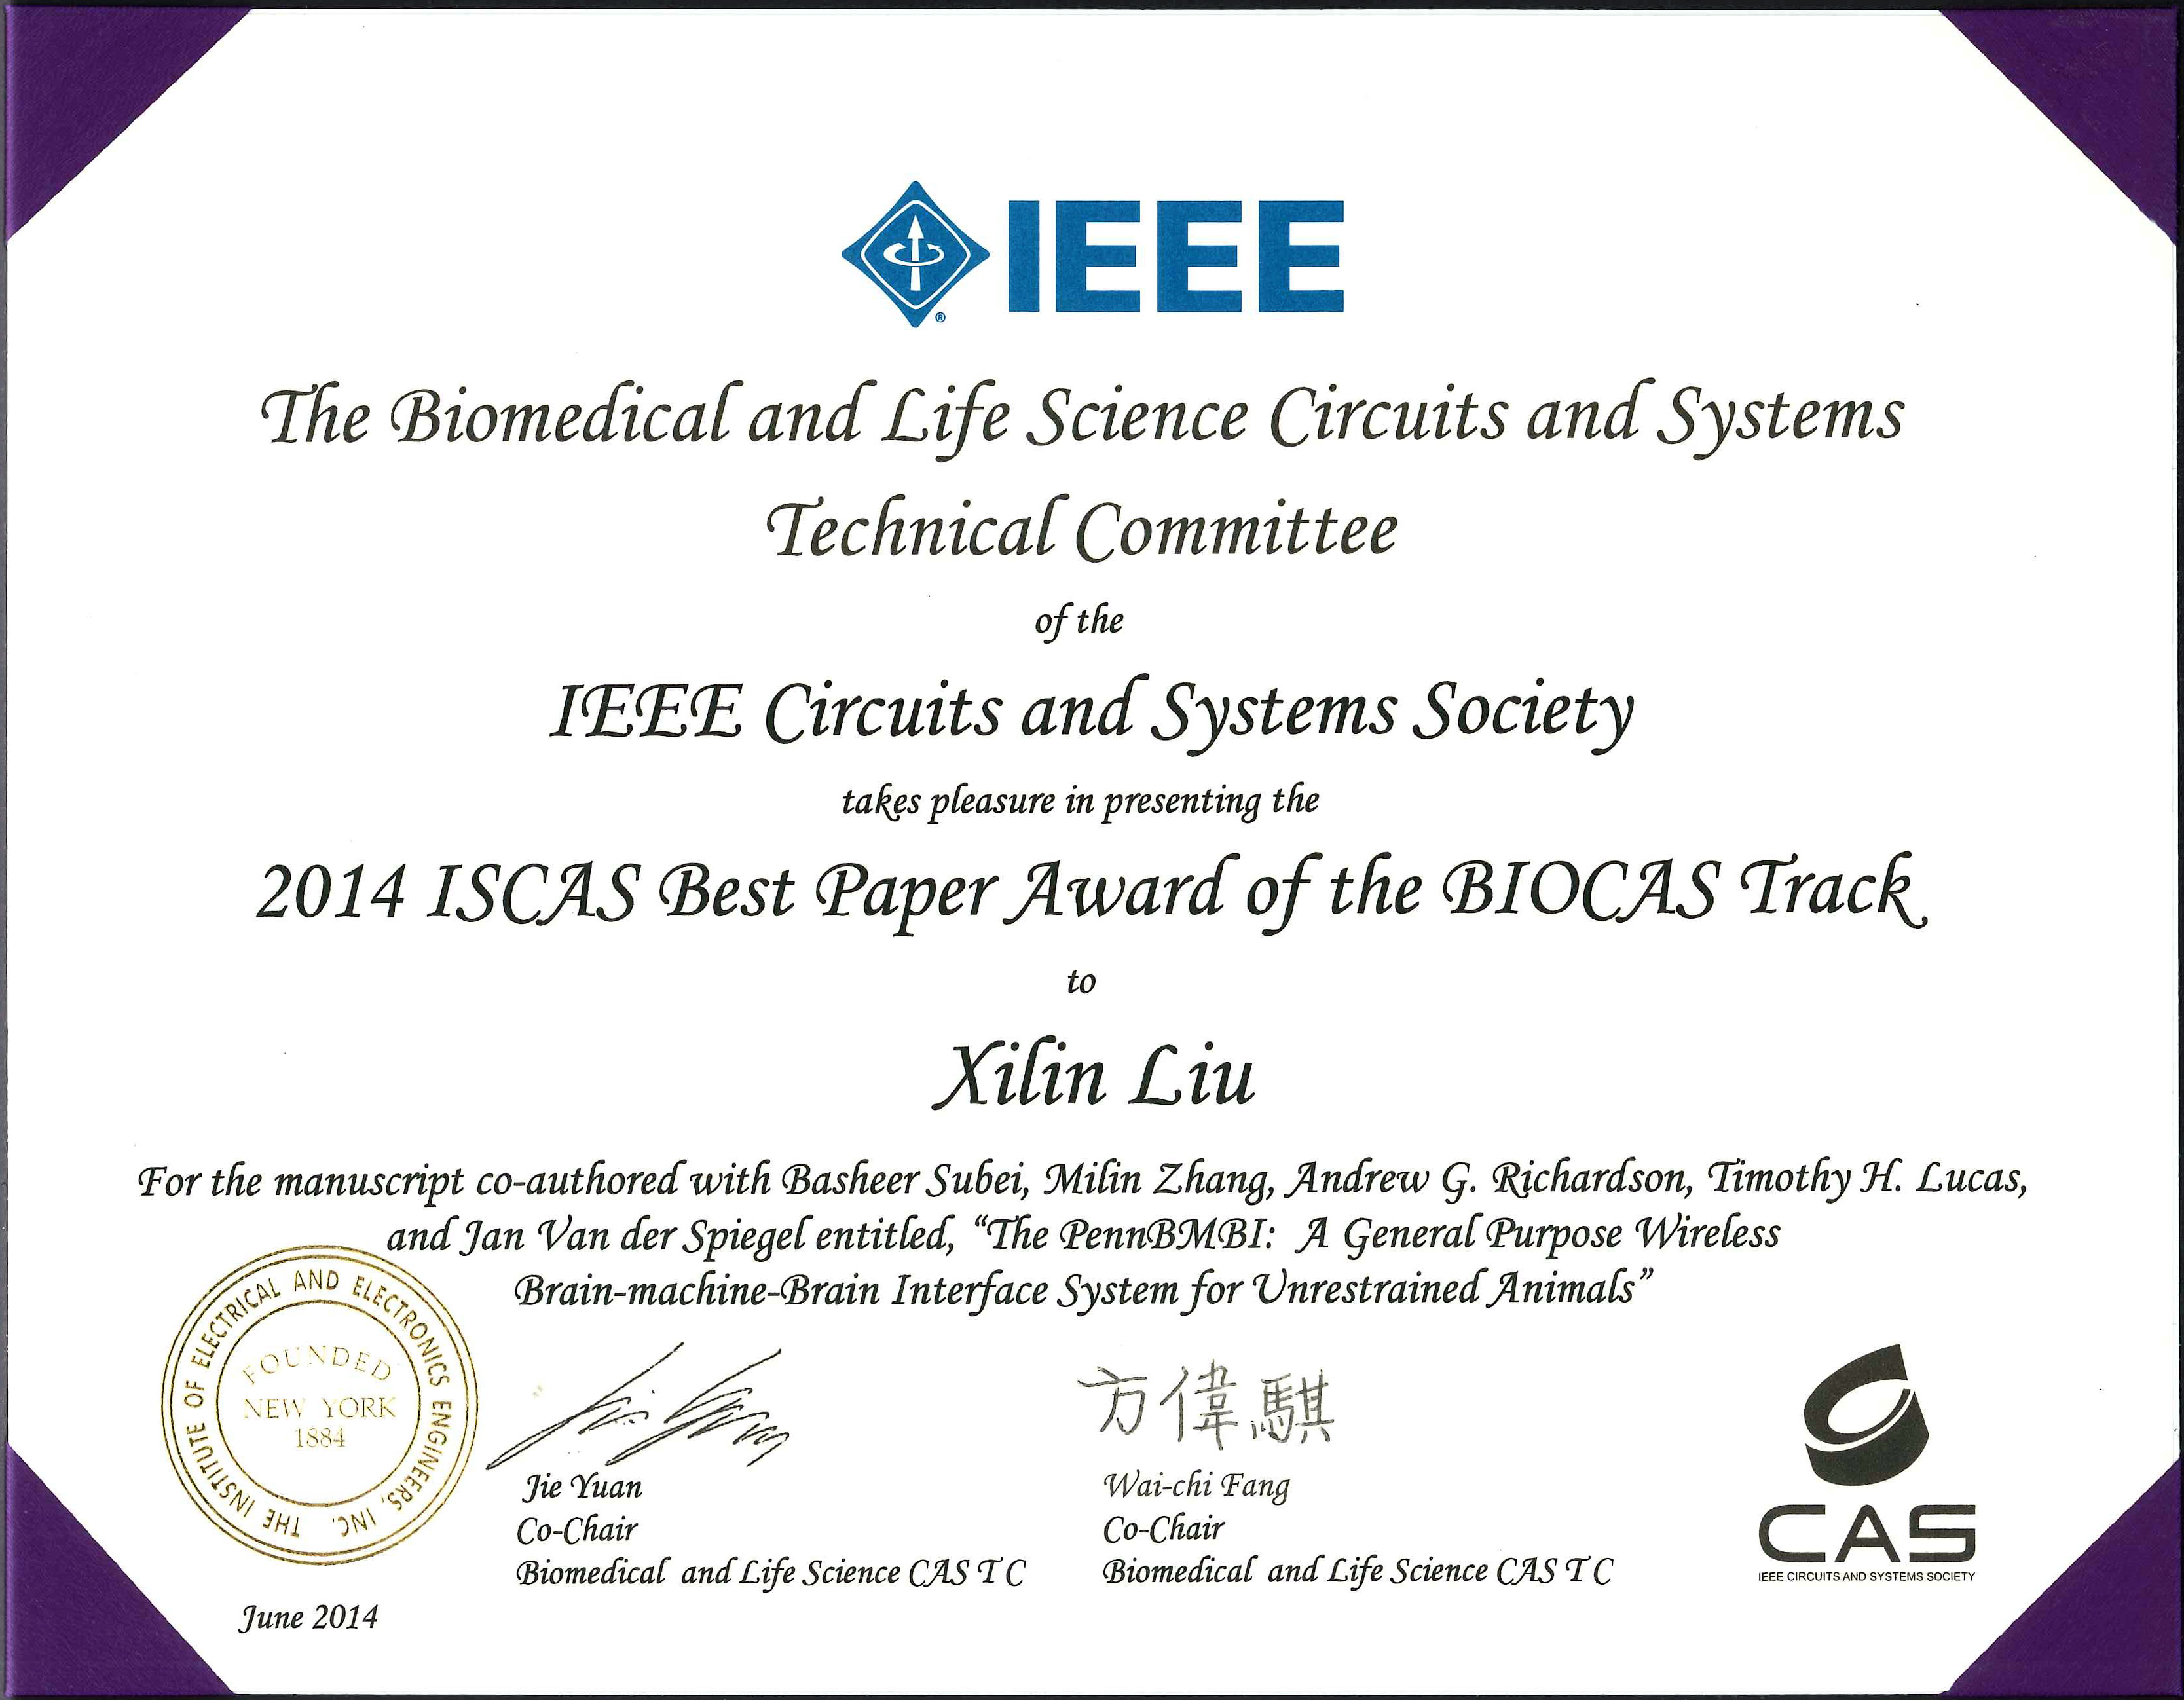 IEEE
The Biomedical and Life Science Circuits and Systems
Technical Committee
of the
IEEE Circuits and Systems Society
takes pleasure in presenting the
2014 ISCAS Best Paper Award of the BIOCAS Track
to
Xilin Liu
For the manuscript co-authored with Basheer Subei, Milin Zhang, Andrew G. Richardson, Timothy H. Lucas,
and Jan Van der Spiegel entitled, “The PennBMBI: A General Purpose Wireless
Brain-machine-Brain Interface System for Unrestrained Animals”
THE INSTITUTE OF ELECTRICAL AND ELECTRONICS ENGINEERS, INC.
FOUNDED
NEW YORK
1884
Jie Yuan
方偉騏
Jie Yuan
Co-Chair
Biomedical and Life Science CAS T C
Wai-chi Fang
Co-Chair
Biomedical and Life Science CAS T C
CAS
IEEE CIRCUITS AND SYSTEMS SOCIETY
June 2014